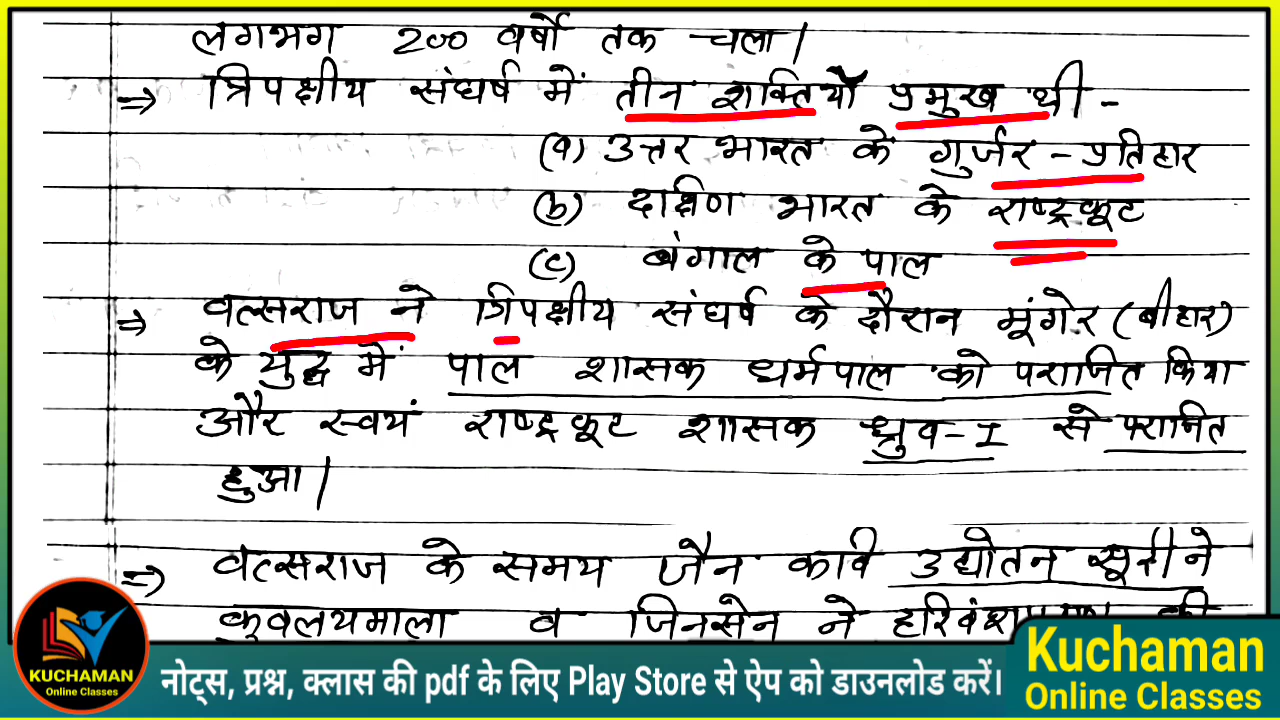 लगभग 200 वर्षो तक चला।
⇒ त्रिपक्षीय संघर्ष में तीन शक्तियाँ प्रमुख थी -
(a) उत्तर भारत के गुर्जर - प्रतिहार
(b) दक्षिण भारत के राष्ट्रकूट
(c) बंगाल के पाल
⇒ वत्सराज ने त्रिपक्षीय संघर्ष के दौरान मूंगेर (बीहार)
के युद्ध में पाल शासक धर्मपाल को पराजित किया
और स्वयं राष्ट्रकूट शासक ध्रुव-I से पराजित
हुआ।
⇒ वत्सराज के समय जैन कवि उद्योतन सूरी ने
कुवलयमाला व जिनसेन ने
KUCHAMAN
Online Classes
नोट्स, प्रश्न, क्लास की pdf के लिए Play Store से ऐप को डाउनलोड करें।
Kuchaman
Online Classes